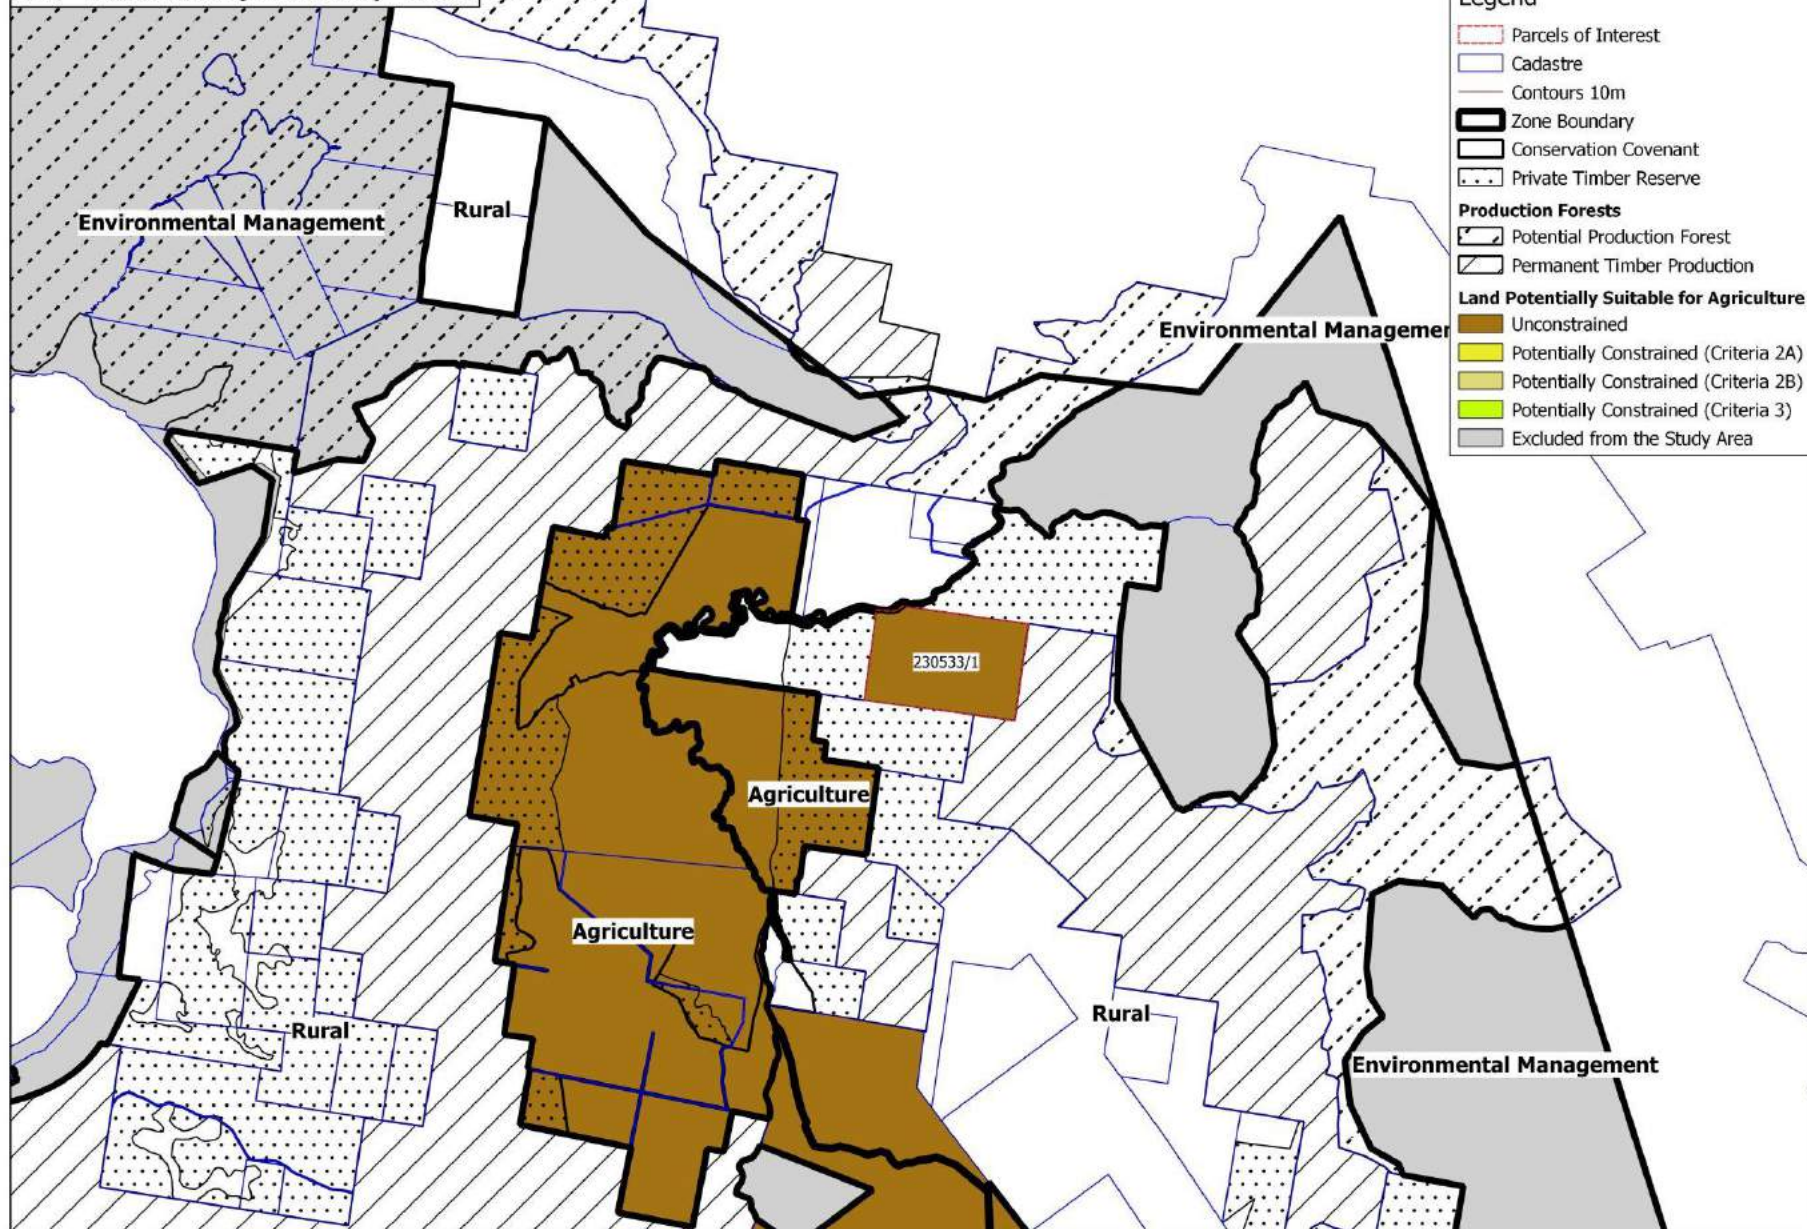 Legend
Parcels of Interest
Cadastre
Contours 10m
Zone Boundary
Conservation Covenant
Private Timber Reserve
Production Forests
Potential Production Forest
Permanent Timber Production
Land Potentially Suitable for Agriculture
Unconstrained
Potentially Constrained (Criteria 2A)
Potentially Constrained (Criteria 2B)
Potentially Constrained (Criteria 3)
Excluded from the Study Area
Rural
Environmental Management
Environmental Managemen
230533/1
Agriculture
Agriculture
Rural
Rural
Environmental Management